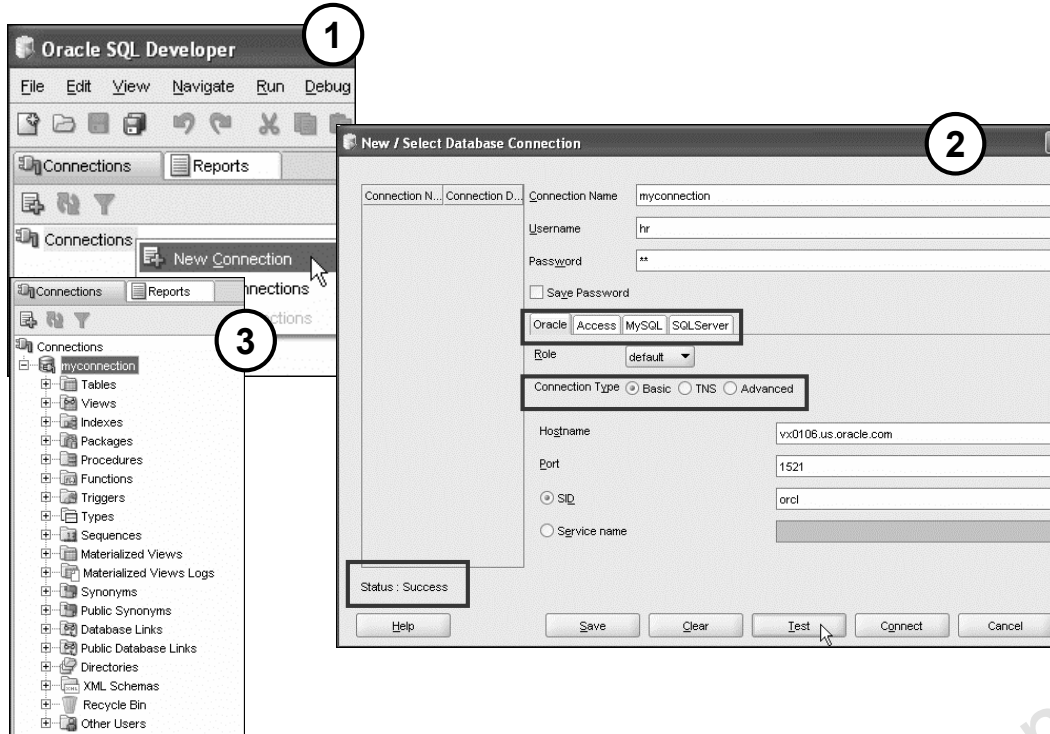 1
Oracle SQL Developer
File Edit View Navigate Run Debug
Connections Reports
Connections
New Connection
nnections
ctions
2
New / Select Database Connection
Connection N... Connection D...
Connection Name myconnection
Username hr
Password **
Save Password
Oracle Access MySQL SQLServer
Role default
Connection Type Basic TNS Advanced
Hostname vx0106.us.oracle.com
Port 1521
SID orcl
Service name
Status : Success
Help Save Clear Test Connect Cancel
3
Connections Reports
Connections
myconnection
Tables
Views
Indexes
Packages
Procedures
Functions
Triggers
Types
Sequences
Materialized Views
Materialized Views Logs
Synonyms
Public Synonyms
Database Links
Public Database Links
Directories
XML Schemas
Recycle Bin
Other Users